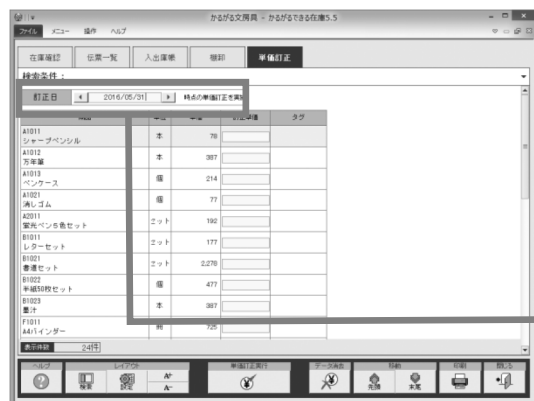 かるがる文房具 - かるがるできる在庫5.5
ファイル メニュー 操作 ヘルプ
在庫確認 伝票一覧 入出庫帳 棚卸 単価訂正
検索条件：
訂正日 2016/05/31 時点の単価訂正を実
訂正単価 タグ
A1011
シャープペンシル 本 78
A1012
万年筆 本 387
A1013
ペンケース 個 214
A1021
消しゴム 個 77
A2011
蛍光ペン5色セット セット 192
B1011
レターセット セット 177
B1021
書道セット セット 2,278
B1022
半紙50枚セット 個 477
B1023
墨汁 本 387
F1011
A4バインダー 冊 725
表示件数 24件
ヘルプ レイアウト 単価訂正実行 データ消去 移動 印刷 閉じる
検索 設定 A+ A- 先頭 末尾